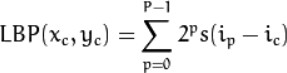 LBP(x_c, y_c) = \sum_{p=0}^{P-1} 2^p s(i_p - i_c)